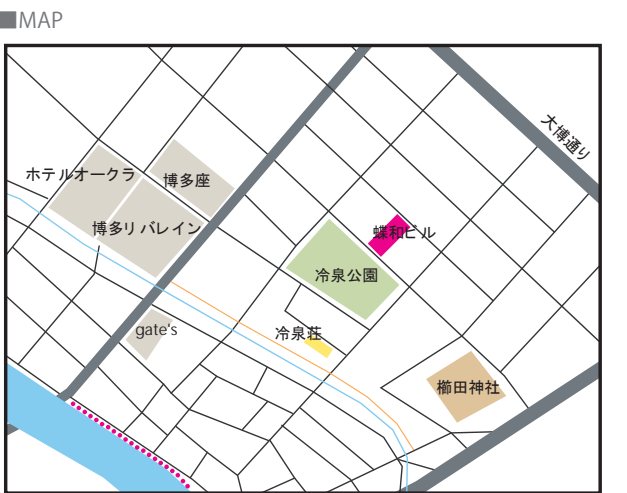 ■MAP
大博通り
ホテルオークラ
博多座
博多リバレイン
蝶和ビル
冷泉公園
gate's
冷泉荘
櫛田神社